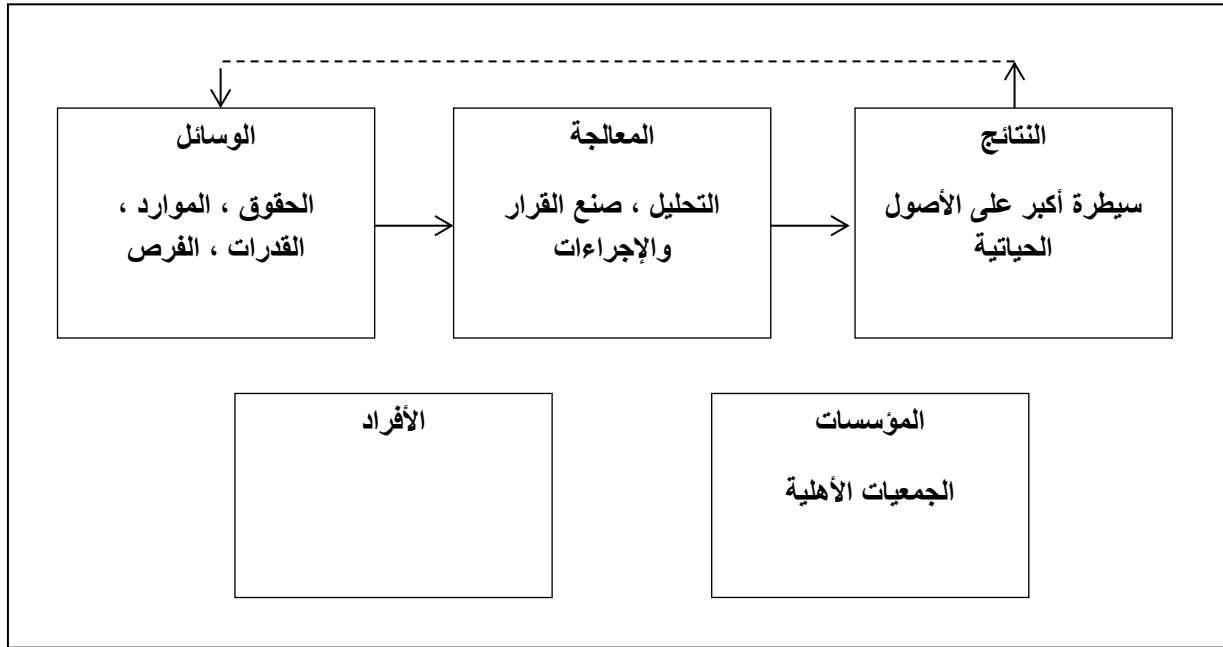 الوسائل
الحقوق ، الموارد ،
القدرات ، الفرص
المعالجة
التحليل ، صنع القرار
والإجراءات
النتائج
سيطرة أكبر على الأصول
الحياتية
الأفراد
المؤسسات
الجمعيات الأهلية